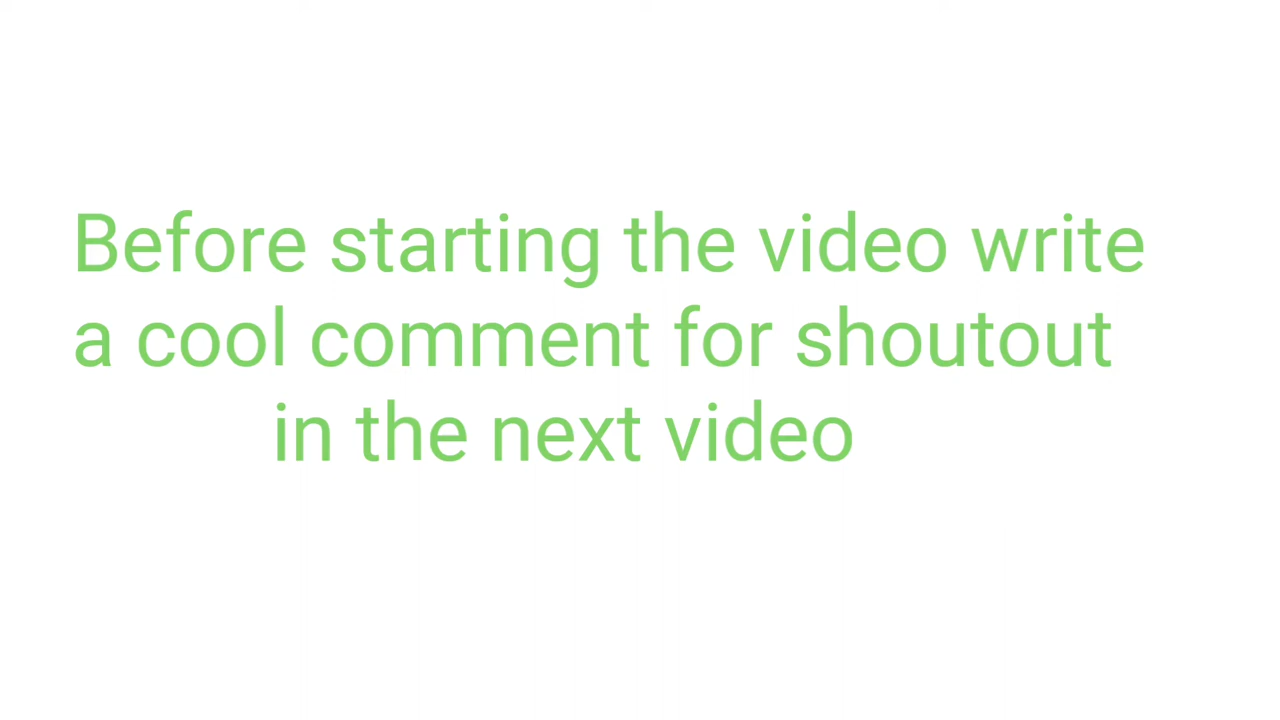 Before starting the video write
a cool comment for shoutout
in the next video